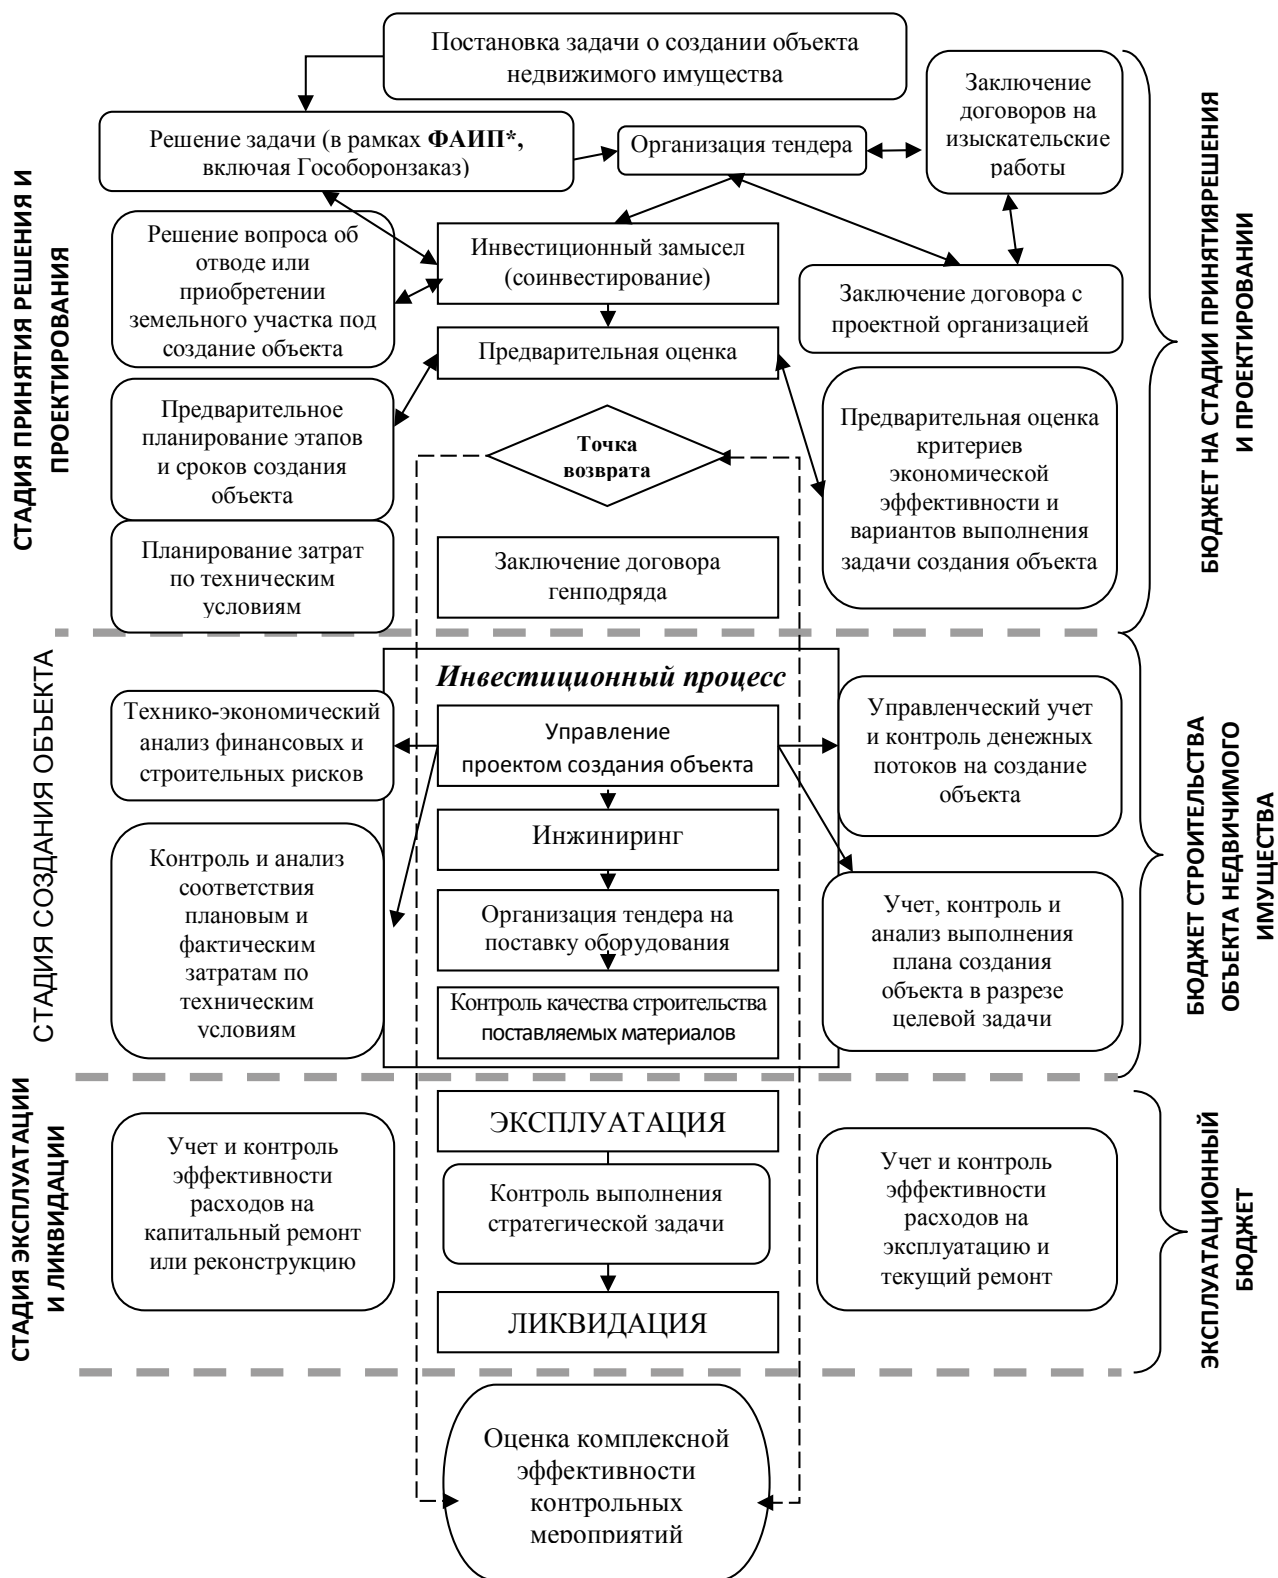 Постановка задачи о создании объекта
недвижимого имущества
Решение задачи (в рамках ФАИП*,
включая Гособоронзаказ)
Организация тендера
Заключение
договоров на
изыскательские
работы
Решение вопроса об
отводе или
приобретении
земельного участка под
создание объекта
Инвестиционный замысел
(соинвестирование)
Заключение договора с
проектной организацией
Предварительная оценка
Предварительное
планирование этапов
и сроков создания
объекта
Точка
возврата
Предварительная оценка
критериев
экономической
эффективности и
вариантов выполнения
задачи создания объекта
Планирование затрат
по техническим
условиям
Заключение договора
генподряда
СТАДИЯ ПРИНЯТИЯ РЕШЕНИЯ И
ПРОЕКТИРОВАНИЯ
БЮДЖЕТ НА СТАДИИ ПРИНЯТИЯРЕШЕНИЯ
И ПРОЕКТИРОВАНИИ
Инвестиционный процесс
Технико-экономический
анализ финансовых и
строительных рисков
Управление
проектом создания объекта
Управленческий учет
и контроль денежных
потоков на создание
объекта
Инжиниринг
Контроль и анализ
соответствия
плановым и
фактическим
затратам по
техническим
условиям
Организация тендера на
поставку оборудования
Учет, контроль и
анализ выполнения
плана создания
объекта в разрезе
целевой задачи
Контроль качества строительства
поставляемых материалов
СТАДИЯ СОЗДАНИЯ ОБЪЕКТА
БЮДЖЕТ СТРОИТЕЛЬСТВА
ОБЪЕКТА НЕДВИЧИМОГО
ИМУЩЕСТВА
ЭКСПЛУАТАЦИЯ
Учет и контроль
эффективности
расходов на
капитальный ремонт
или реконструкцию
Контроль выполнения
стратегической задачи
Учет и контроль
эффективности
расходов на
эксплуатацию и
текущий ремонт
ЛИКВИДАЦИЯ
СТАДИЯ ЭКСПЛУАТАЦИИ
И ЛИКВИДАЦИИ
ЭКСПЛУАТАЦИОННЫЙ
БЮДЖЕТ
Оценка комплексной
эффективности
контрольных
мероприятий